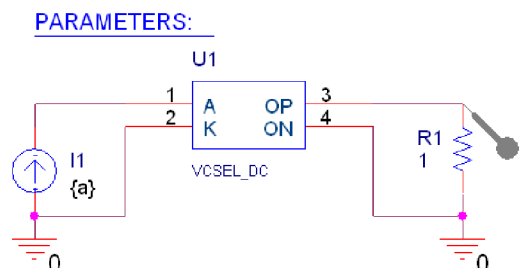 PARAMETERS:
U1
1 A OP 3
2 K ON 4
I1
{a}
VCSEL_DC
R1
1
0
0